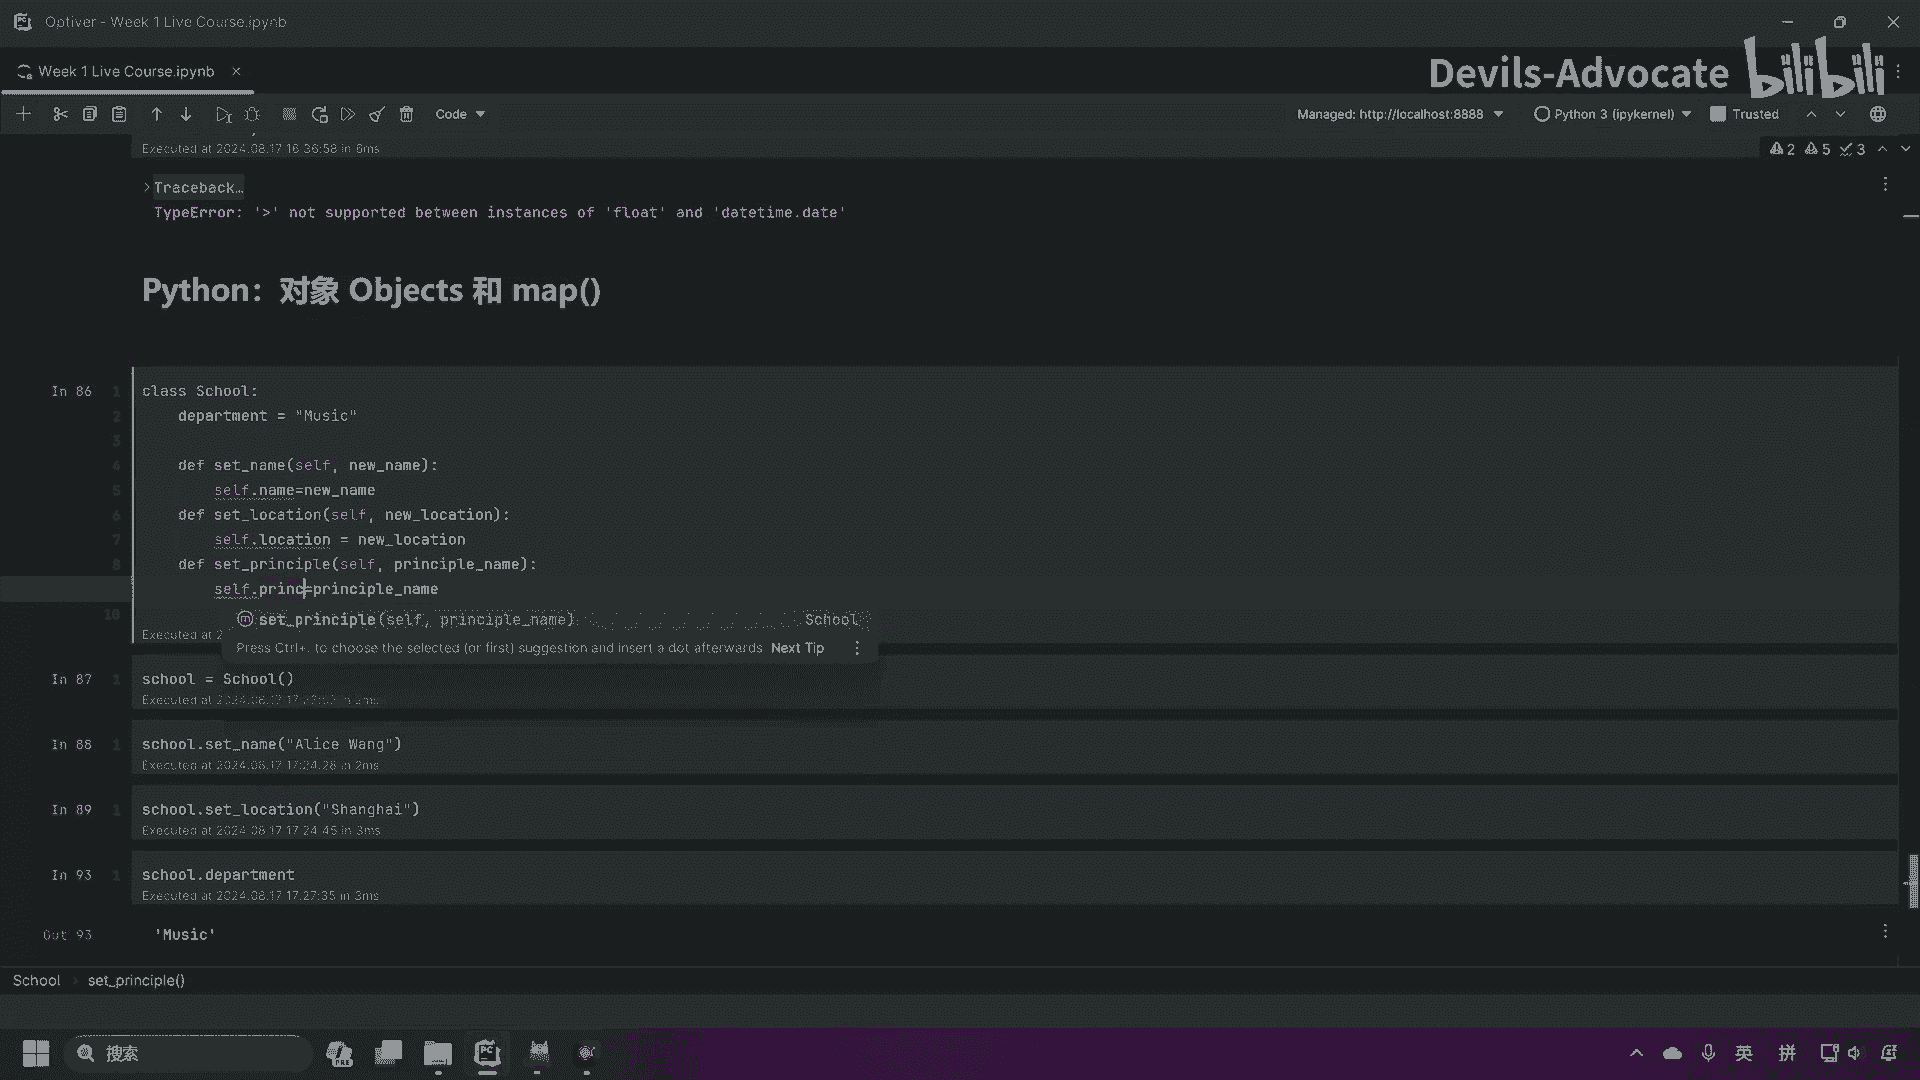 Optiver - Week 1 Live Course.ipynb
Week 1 Live Course.ipynb
Devils-Advocate bilibili
Code
Managed: http://localhost:8888
Python 3 (ipykernel)
Trusted
Executed at 2024.08.17 16:36:58 in 6ms
2 5 3
Traceback…
TypeError: '>' not supported between instances of 'float' and 'datetime.date'
Python：对象 Objects 和 map()
In 86
1 class School:
2 department = "Music"
3
4 def set_name(self, new_name):
5 self.name=new_name
6 def set_location(self, new_location):
7 self.location = new_location
8 def set_principle(self, principle_name):
self.princ=principle_name
10
set_principle(self, principle_name) School
Executed at 2
Press Ctrl+. to choose the selected (or first) suggestion and insert a dot afterwards Next Tip
In 87 1 school = School()
Executed at 2024.08.17 in 2ms
In 88 1 school.set_name("Alice Wang")
Executed at 2024.08.17 17:24:28 in 2ms
In 89 1 school.set_location("Shanghai")
Executed at 2024.08.17 17:24:45 in 3ms
In 93 1 school.department
Executed at 2024.08.17 17:27:35 in 3ms
Out 93 'Music'
School set_principle()
搜索
PRE
PC
英
拼